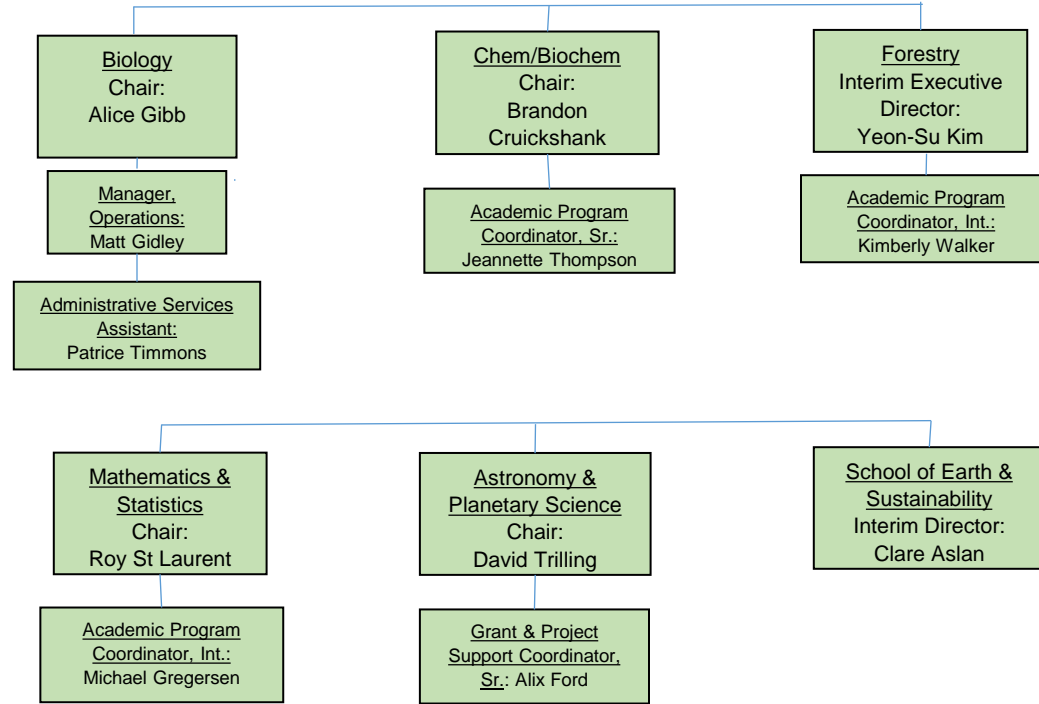 Biology
Chair:
Alice Gibb
Chem/Biochem
Chair:
Brandon
Cruickshank
Forestry
Interim Executive
Director:
Yeon-Su Kim
Manager,
Operations:
Matt Gidley
Academic Program
Coordinator, Sr.:
Jeannette Thompson
Academic Program
Coordinator, Int.:
Kimberly Walker
Administrative Services
Assistant:
Patrice Timmons
Mathematics &
Statistics
Chair:
Roy St Laurent
Astronomy &
Planetary Science
Chair:
David Trilling
School of Earth &
Sustainability
Interim Director:
Clare Aslan
Academic Program
Coordinator, Int.:
Michael Gregersen
Grant & Project
Support Coordinator,
Sr.: Alix Ford